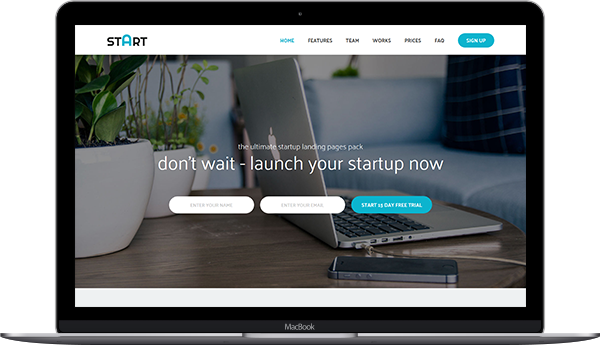 START
HOME FEATURES TEAM WORKS PRICES FAQ SIGN UP
the ultimate startup landing pages pack
don't wait - launch your startup now
ENTER YOUR NAME ENTER YOUR EMAIL START 15 DAY FREE TRIAL
MacBook